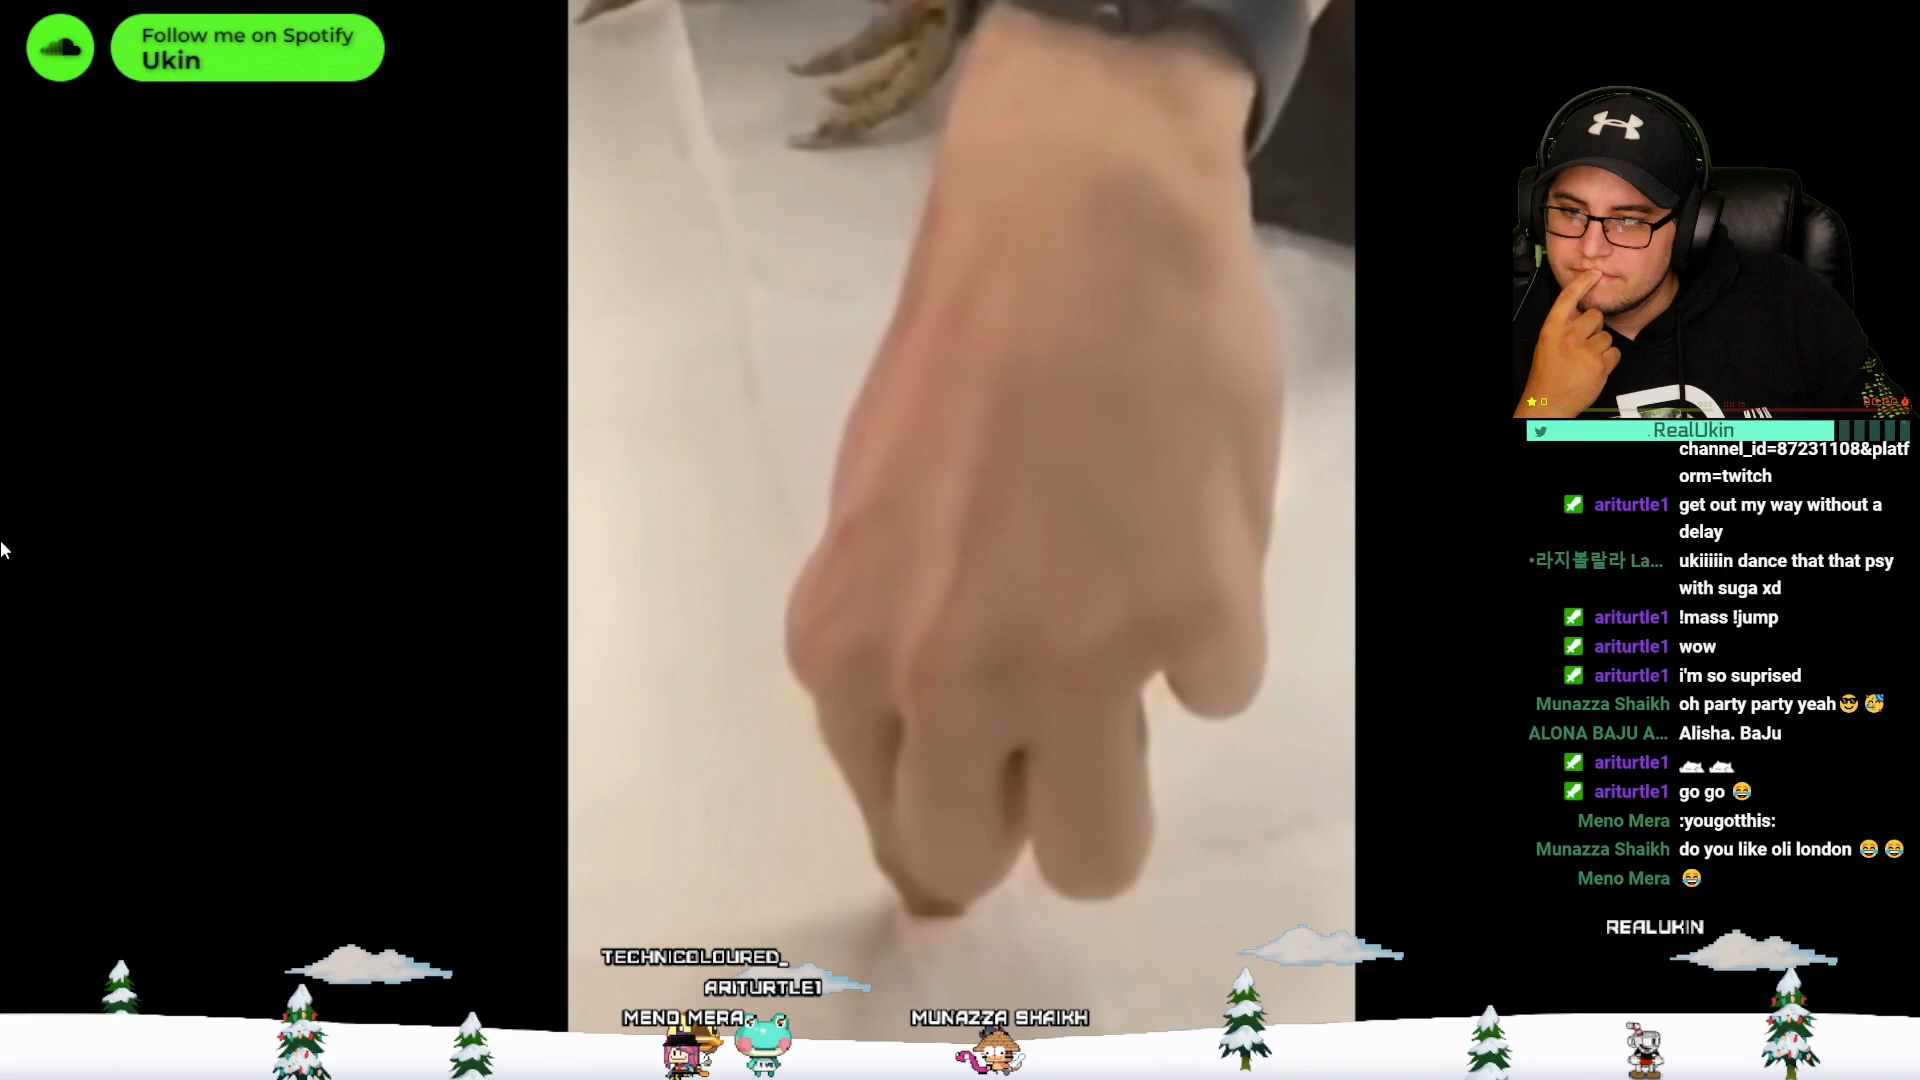 Follow me on Spotify
Ukin
RealUkin
channel_id=87231108&platf
orm=twitch
ariturtle1 get out my way without a
delay
•라지볼랄라 La... ukiiiiin dance that that psy
with suga xd
ariturtle1 !mass !jump
ariturtle1 wow
ariturtle1 i'm so suprised
Munazza Shaikh oh party party yeah😎 🥳
ALONA BAJU A... Alisha. BaJu
ariturtle1
ariturtle1 go go 😂
Meno Mera :yougotthis:
Munazza Shaikh do you like oli london 😂 😂
Meno Mera 😂
REALUKIN
TECHNICOLOURED_
ARITURTLE1
MENO MERA
MUNAZZA SHAIKH